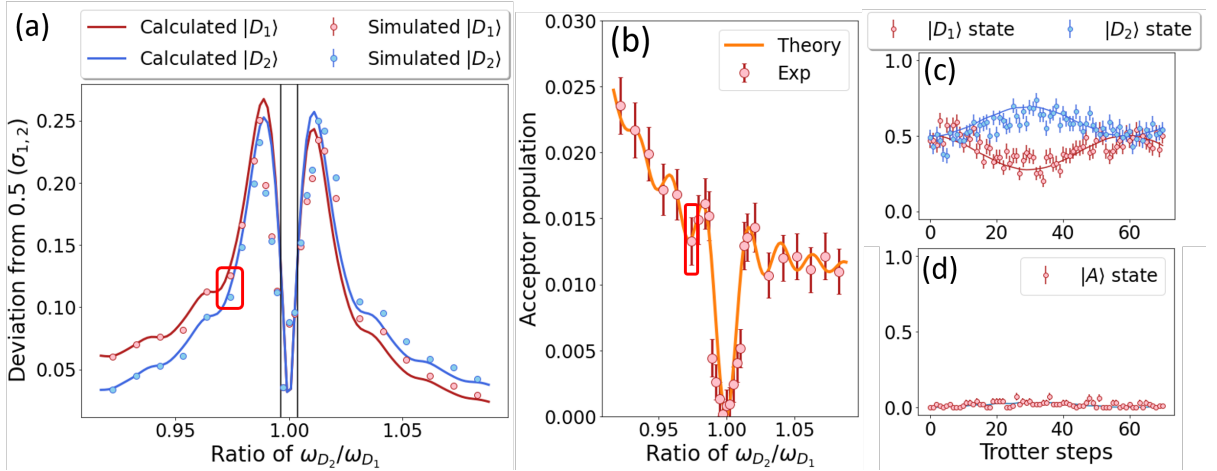 (a)
Calculated |D₁⟩
Simulated |D₁⟩
Calculated |D₂⟩
Simulated |D₂⟩
Deviation from 0.5 (σ₁,₂)
0.25
0.20
0.15
0.10
0.05
0.95
1.00
1.05
Ratio of ω_D₂/ω_D₁
(b)
Theory
Exp
Acceptor population
0.030
0.025
0.020
0.015
0.010
0.005
0.000
0.95
1.00
1.05
Ratio of ω_D₂/ω_D₁
|D₁⟩ state
|D₂⟩ state
(c)
1.0
0.5
0.0
0
20
40
60
(d)
|A⟩ state
1.0
0.5
0.0
0
20
40
60
Trotter steps